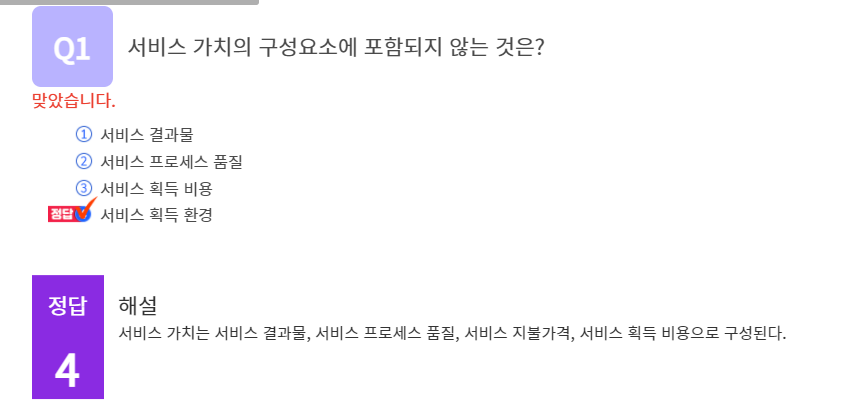 Q1 서비스 가치의 구성요소에 포함되지 않는 것은?
맞았습니다.
① 서비스 결과물
② 서비스 프로세스 품질
③ 서비스 획득 비용
정답 서비스 획득 환경
정답 해설
서비스 가치는 서비스 결과물, 서비스 프로세스 품질, 서비스 지불가격, 서비스 획득 비용으로 구성된다.
4